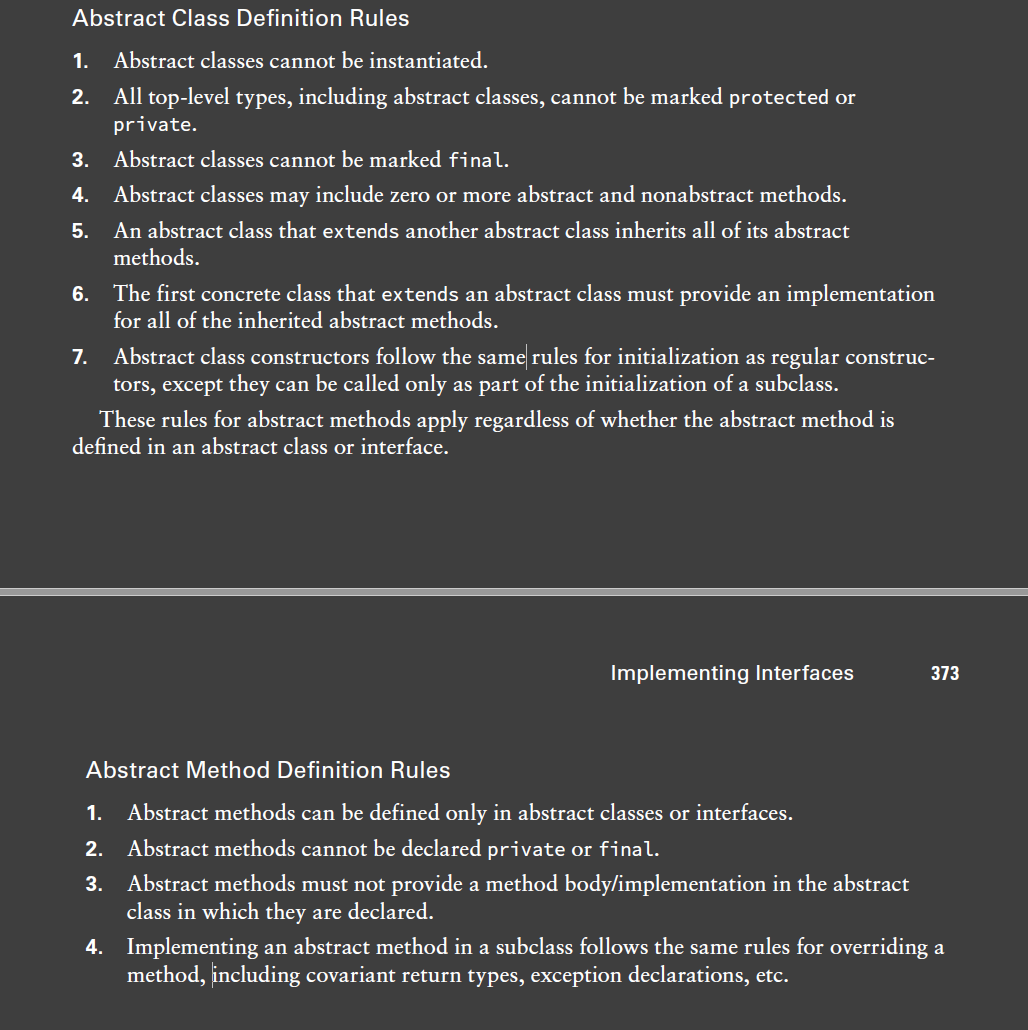 Abstract Class Definition Rules
1. Abstract classes cannot be instantiated.
2. All top-level types, including abstract classes, cannot be marked protected or
private.
3. Abstract classes cannot be marked final.
4. Abstract classes may include zero or more abstract and nonabstract methods.
5. An abstract class that extends another abstract class inherits all of its abstract
methods.
6. The first concrete class that extends an abstract class must provide an implementation
for all of the inherited abstract methods.
7. Abstract class constructors follow the same rules for initialization as regular construc-
tors, except they can be called only as part of the initialization of a subclass.
These rules for abstract methods apply regardless of whether the abstract method is
defined in an abstract class or interface.
Implementing Interfaces 373
Abstract Method Definition Rules
1. Abstract methods can be defined only in abstract classes or interfaces.
2. Abstract methods cannot be declared private or final.
3. Abstract methods must not provide a method body/implementation in the abstract
class in which they are declared.
4. Implementing an abstract method in a subclass follows the same rules for overriding a
method, including covariant return types, exception declarations, etc.